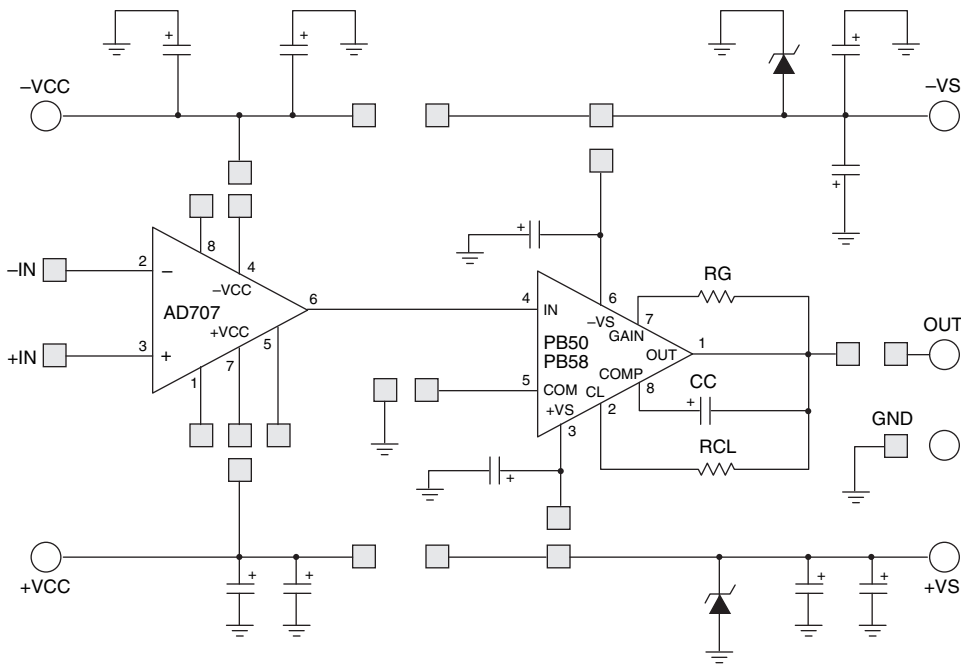 + +
+
–VCC
–VS
+
+
8
4
–IN
2
–
–VCC
AD707
6
+VCC
5
+IN
3
+
7
1
6
RG
4
IN
–VS
7
GAIN
PB50
PB58
OUT
1
OUT
COMP
8
CC
5
COM
CL
+VS
2
+
GND
3
RCL
+
+VCC
+VS
+ +
+ +